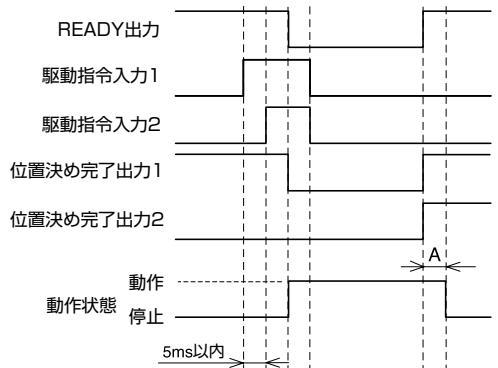 READY出力
駆動指令入力1
駆動指令入力2
位置決め完了出力1
位置決め完了出力2
A
動作
動作状態
停止
5ms以内